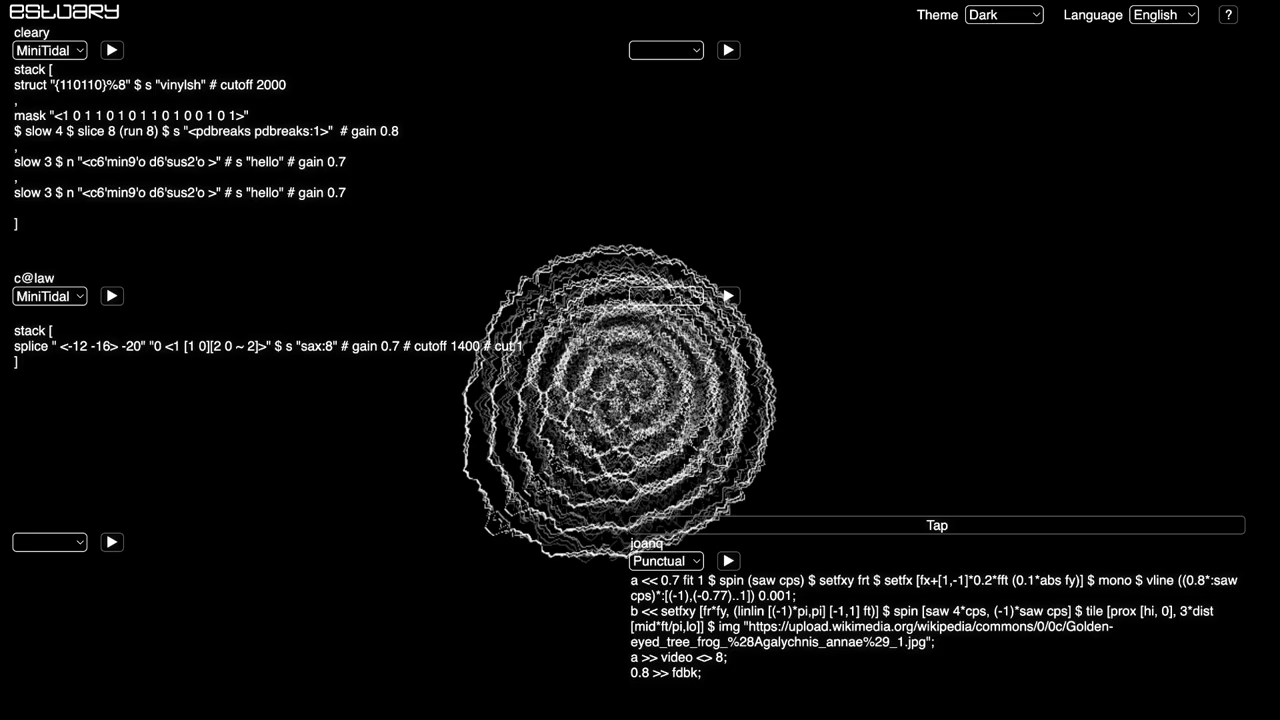 estuary
Theme Dark Language English ?
cleary
MiniTidal
stack [
struct "{110110}%8" $ s "vinylsh" # cutoff 2000
,
mask "<1 0 1 1 0 1 0 1 1 0 1 0 0 1 0 1>"
$ slow 4 $ slice 8 (run 8) $ s "<pdbreaks pdbreaks:1>" # gain 0.8
,
slow 3 $ n "<c6'min9'o d6'sus2'o >" # s "hello" # gain 0.7
,
slow 3 $ n "<c6'min9'o d6'sus2'o >" # s "hello" # gain 0.7
]
c@law
MiniTidal
stack [
splice " <-12 -16> -20" "0 <1 [1 0][2 0 ~ 2]>" $ s "sax:8" # gain 0.7 # cutoff 1400 # cut 1
]
Tap
joanq
Punctual
a << 0.7 fit 1 $ spin (saw cps) $ setfxy frt $ setfx [fx+[1,-1]*0.2*fft (0.1*abs fy)] $ mono $ vline ((0.8*:saw
cps)*:[(-1),(-0.77)..1]) 0.001;
b << setfxy [fr*fy, (linlin [(-1)*pi,pi] [-1,1] ft)] $ spin [saw 4*cps, (-1)*saw cps] $ tile [prox [hi, 0], 3*dist
[mid*ft/pi,lo]] $ img "https://upload.wikimedia.org/wikipedia/commons/0/0c/Golden-
eyed_tree_frog_%28Agalychnis_annae%29_1.jpg";
a >> video <> 8;
0.8 >> fdbk;